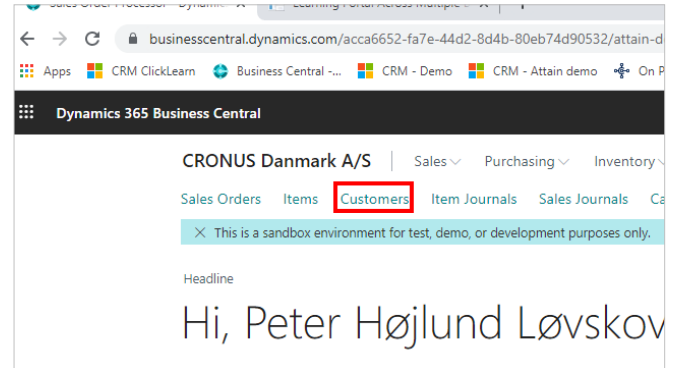 Sales Order Processor - Dynamic
Learning Portal Across Multiple
businesscentral.dynamics.com/acca6652-fa7e-44d2-8d4b-80eb74d90532/attain-d
Apps CRM ClickLearn Business Central -... CRM - Demo CRM - Attain demo On P
Dynamics 365 Business Central
CRONUS Danmark A/S Sales Purchasing Inventory
Sales Orders Items Customers Item Journals Sales Journals Ca
This is a sandbox environment for test, demo, or development purposes only.
Headline
Hi, Peter Højlund Løvskov